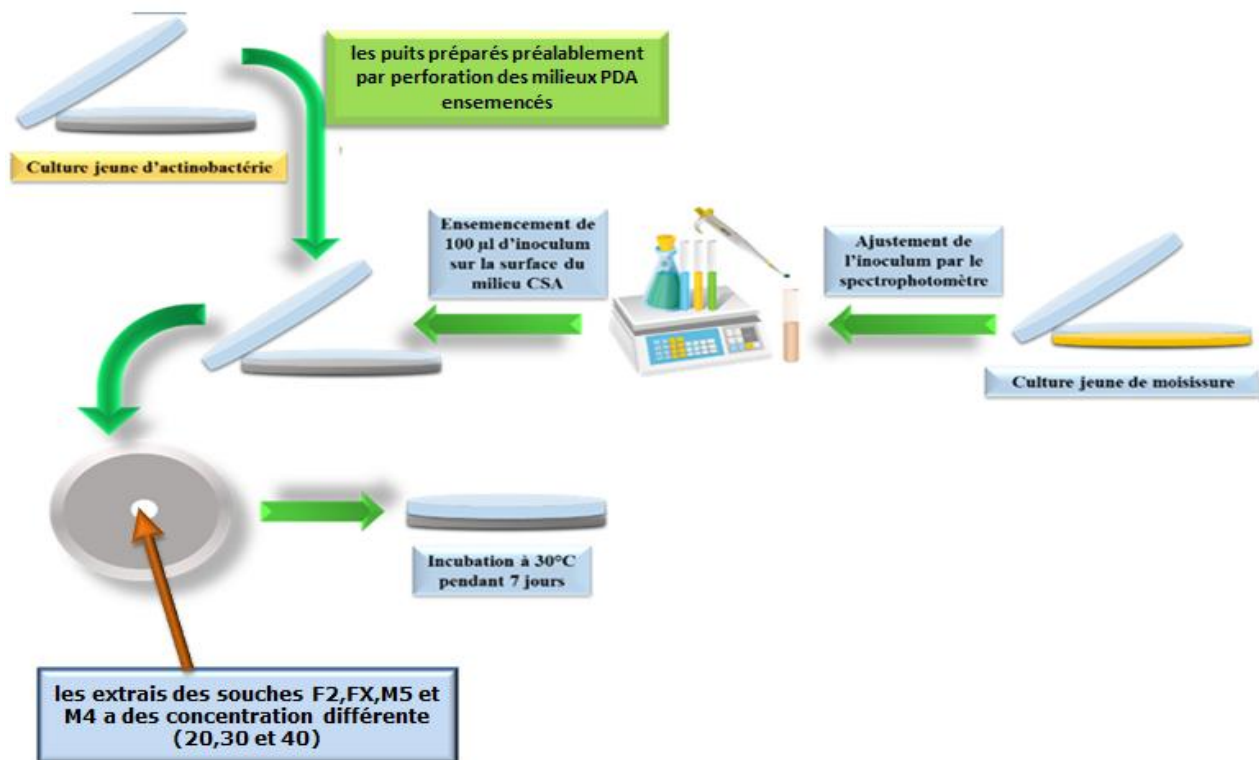 les puits préparés préalablement
par perforation des milieux PDA
ensemencés
Culture jeune d'actinobactérie
Ensemencement de
100 µl d'inoculum
sur la surface du
milieu CSA
Ajustement de
l'inoculum par le
spectrophotomètre
Culture jeune de moisissure
Incubation à 30°C
pendant 7 jours
les extrais des souches F2,FX,M5 et
M4 a des concentration différente
(20,30 et 40)